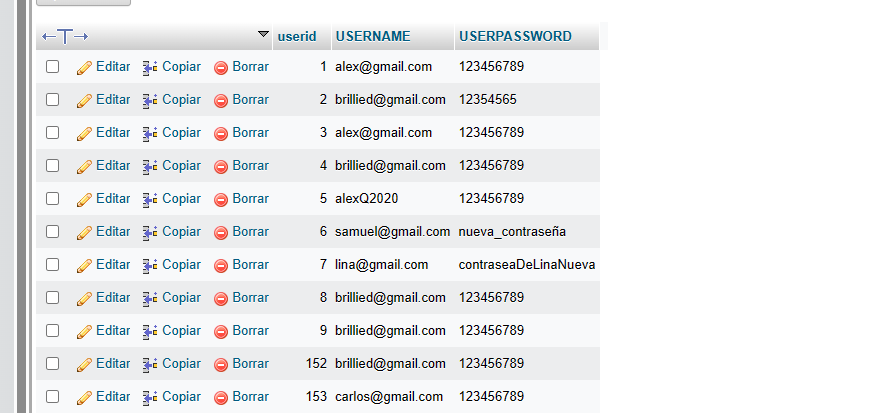 userid USERNAME USERPASSWORD
Editar Copiar Borrar 1 alex@gmail.com 123456789
Editar Copiar Borrar 2 brillied@gmail.com 12354565
Editar Copiar Borrar 3 alex@gmail.com 123456789
Editar Copiar Borrar 4 brillied@gmail.com 123456789
Editar Copiar Borrar 5 alexQ2020 123456789
Editar Copiar Borrar 6 samuel@gmail.com nueva_contraseña
Editar Copiar Borrar 7 lina@gmail.com contraseaDeLinaNueva
Editar Copiar Borrar 8 brillied@gmail.com 123456789
Editar Copiar Borrar 9 brillied@gmail.com 123456789
Editar Copiar Borrar 152 brillied@gmail.com 123456789
Editar Copiar Borrar 153 carlos@gmail.com 123456789